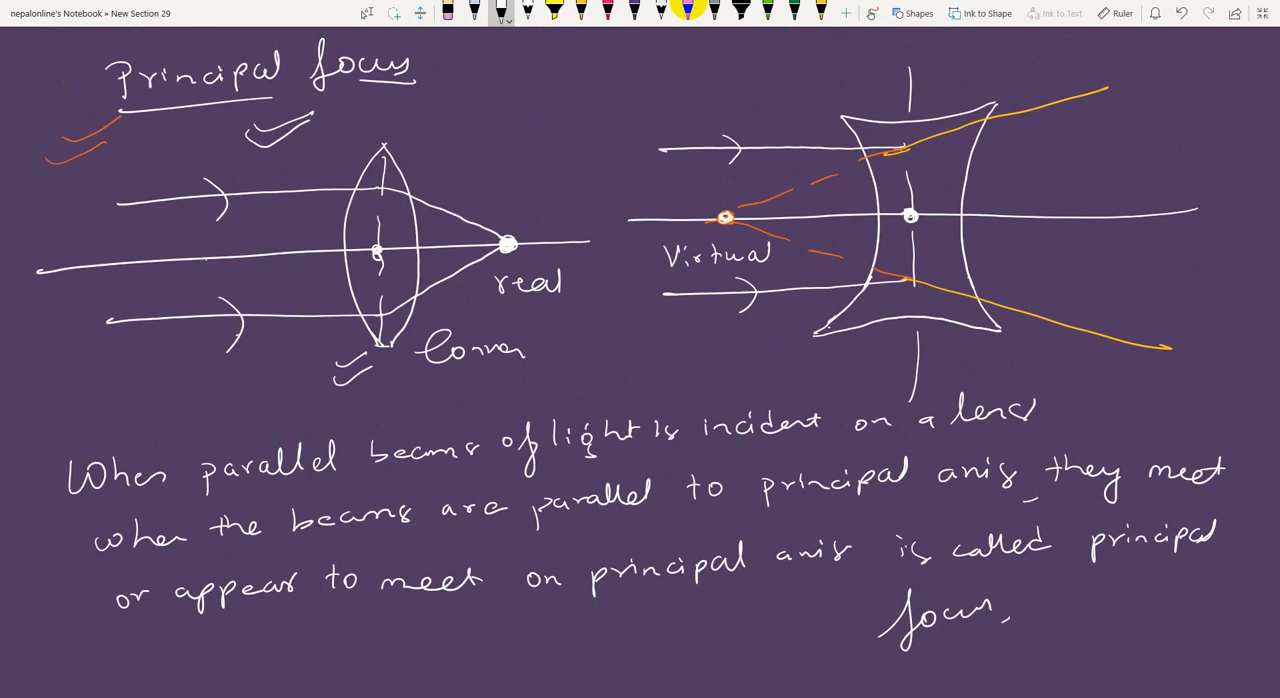 nepalonline's Notebook » New Section 29
Shapes
Ink to Shape
Ink to Text
Ruler
Principal focus
real
Convex
Virtual
When parallel beams of light is incident on a lens
when the beams are parallel to principal axis, they meet
or appear to meet on principal axis is called principal
focus.